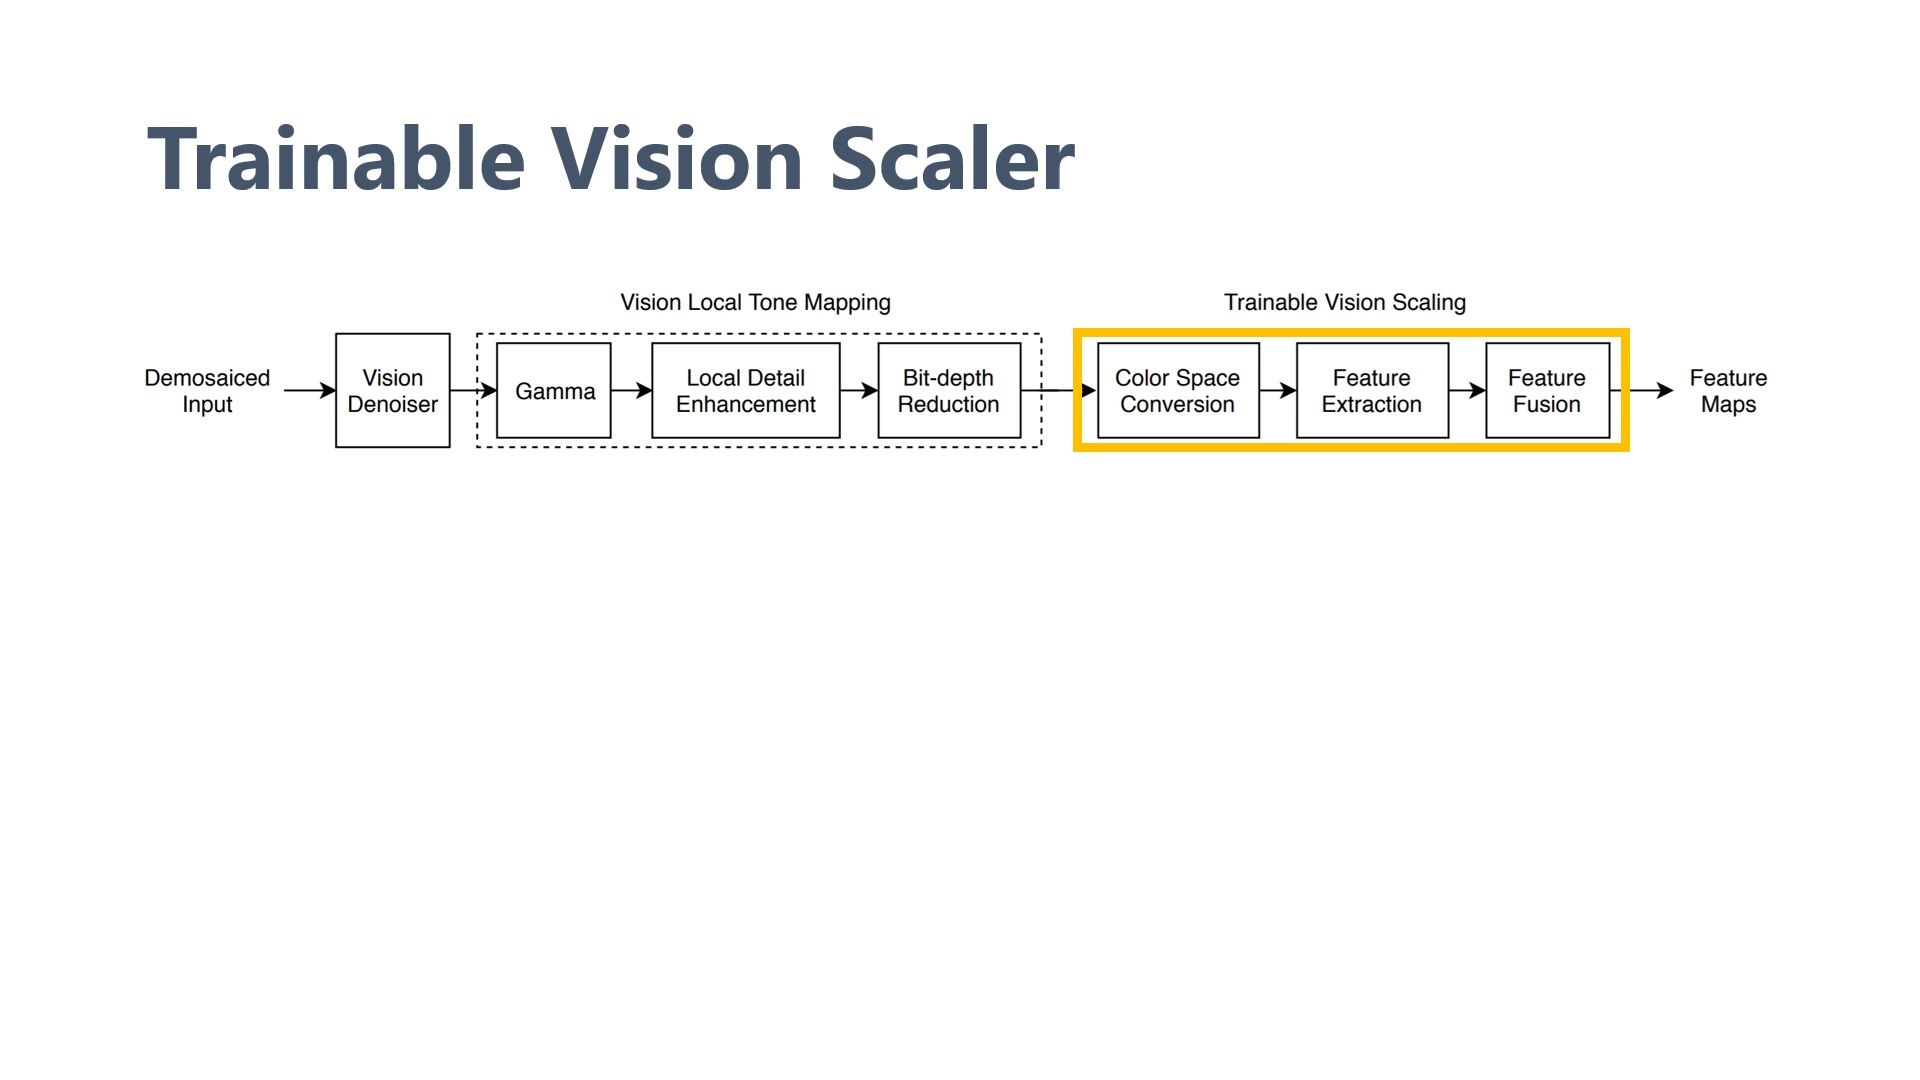 Trainable Vision Scaler
Vision Local Tone Mapping
Trainable Vision Scaling
Demosaiced
Input
Vision
Denoiser
Gamma
Local Detail
Enhancement
Bit-depth
Reduction
Color Space
Conversion
Feature
Extraction
Feature
Fusion
Feature
Maps